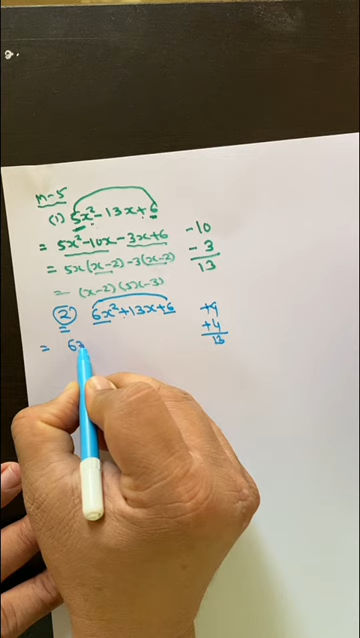 m-5
(1) 5x²-13x+6
= 5x²-10x-3x+6
= 5x(x-2)-3(x-2)
= (x-2)(5x-3)
-10
-3
13
2) 6x²+13x+6
= 6x
+9
+4
13